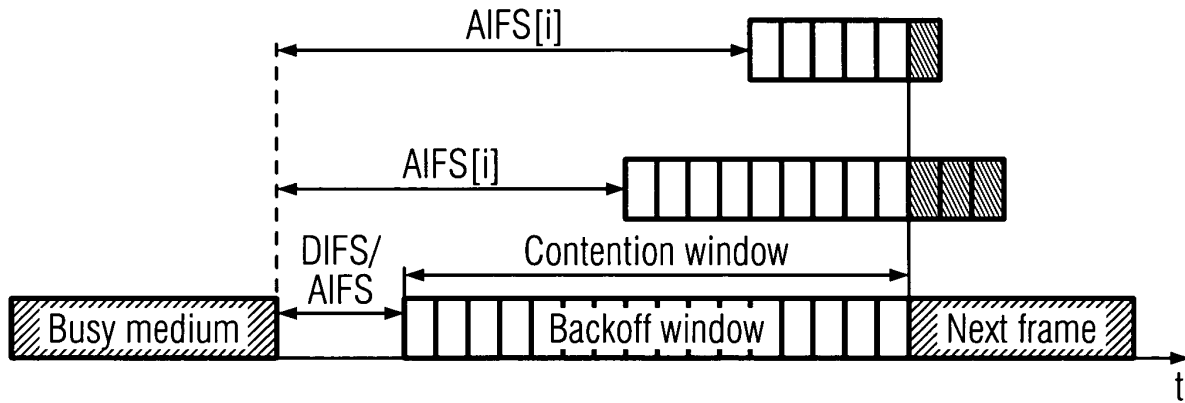 AIFS[i]
AIFS[i]
DIFS/
AIFS
Contention window
Busy medium
Backoff window
Next frame
t